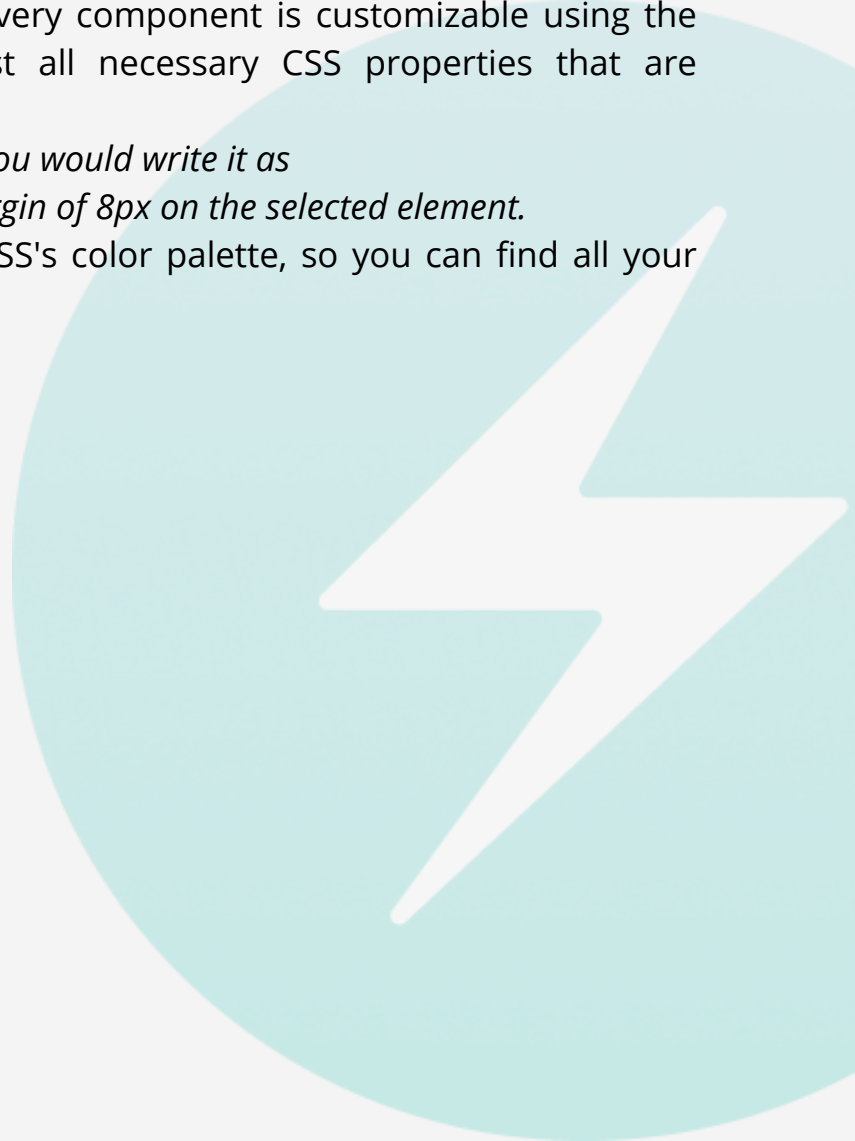 very component is customizable using the
st all necessary CSS properties that are
ou would write it as
gin of 8px on the selected element.
SS's color palette, so you can find all your